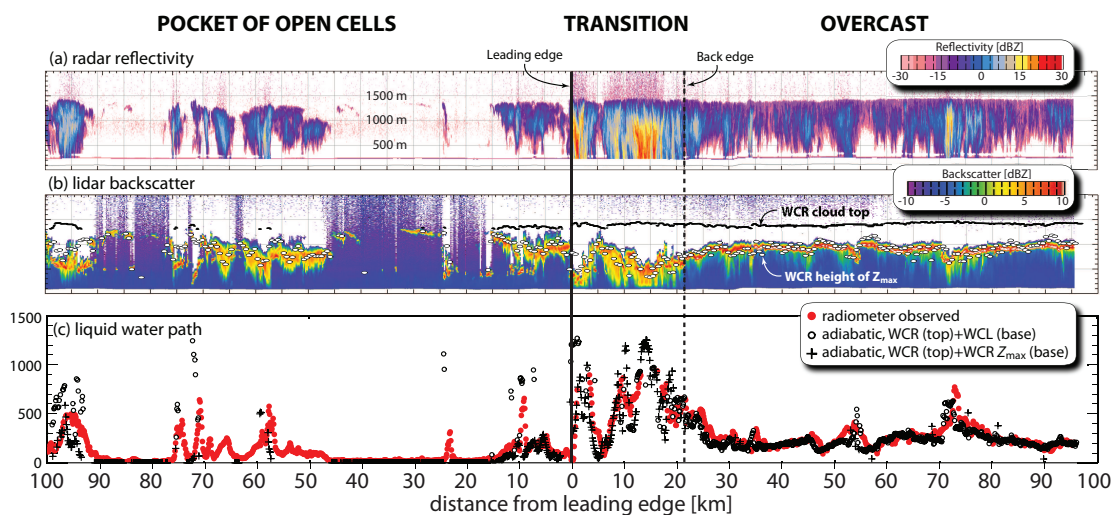 POCKET OF OPEN CELLS TRANSITION OVERCAST
(a) radar reflectivity
Leading edge
Back edge
Reflectivity [dBZ]
-30 -15 0 15 30
1500 m
1000 m
500 m
(b) lidar backscatter
Backscatter [dBZ]
-10 -5 0 5 10
WCR cloud top
WCR height of Zmax
(c) liquid water path
radiometer observed
adiabatic, WCR (top)+WCL (base)
adiabatic, WCR (top)+WCR Zmax (base)
1500
1000
500
0
100 90 80 70 60 50 40 30 20 10 0 10 20 30 40 50 60 70 80 90 100
distance from leading edge [km]